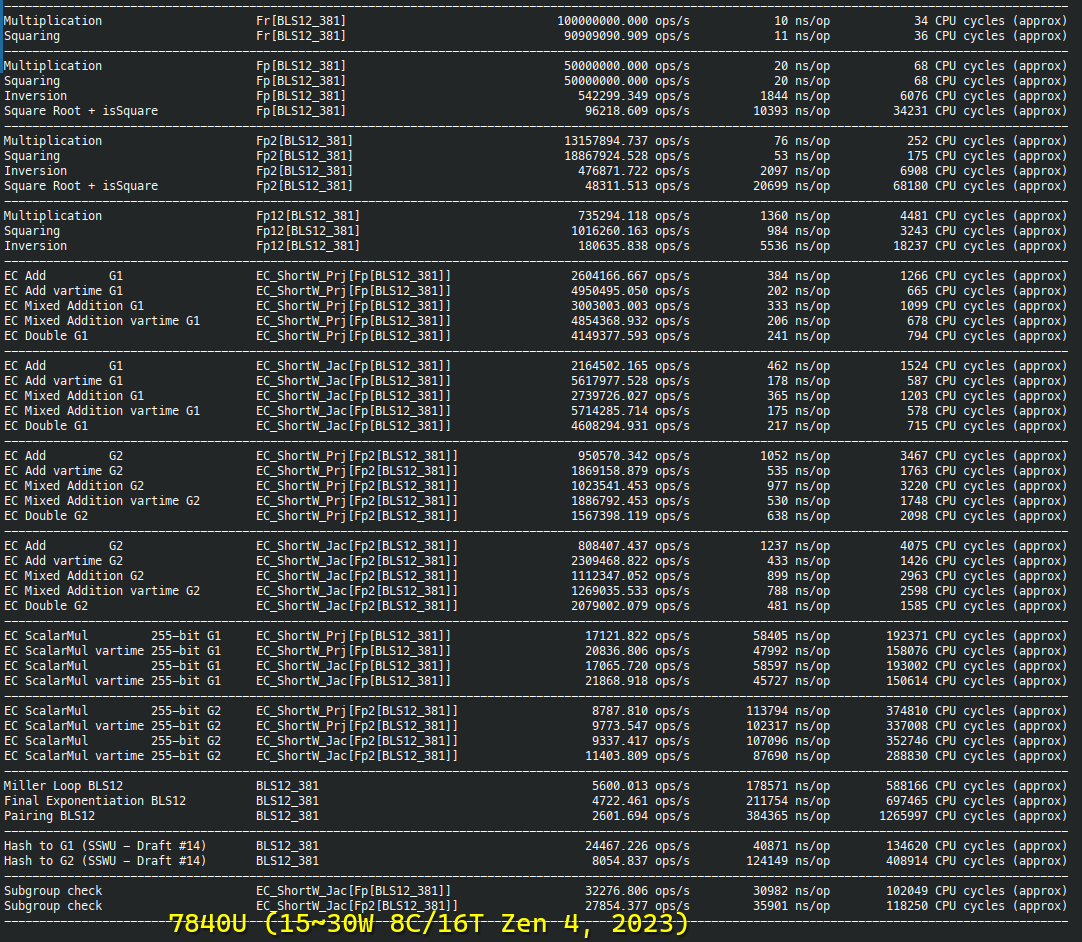 Multiplication Fr[BLS12_381] 100000000.000 ops/s 10 ns/op 34 CPU cycles (approx)
Squaring Fr[BLS12_381] 90909090.909 ops/s 11 ns/op 36 CPU cycles (approx)
Multiplication Fp[BLS12_381] 50000000.000 ops/s 20 ns/op 68 CPU cycles (approx)
Squaring Fp[BLS12_381] 50000000.000 ops/s 20 ns/op 68 CPU cycles (approx)
Inversion Fp[BLS12_381] 542299.349 ops/s 1844 ns/op 6076 CPU cycles (approx)
Square Root + isSquare Fp[BLS12_381] 96218.609 ops/s 10393 ns/op 34231 CPU cycles (approx)
Multiplication Fp2[BLS12_381] 13157894.737 ops/s 76 ns/op 252 CPU cycles (approx)
Squaring Fp2[BLS12_381] 18867924.528 ops/s 53 ns/op 175 CPU cycles (approx)
Inversion Fp2[BLS12_381] 476871.722 ops/s 2097 ns/op 6908 CPU cycles (approx)
Square Root + isSquare Fp2[BLS12_381] 48311.513 ops/s 20699 ns/op 68180 CPU cycles (approx)
Multiplication Fp12[BLS12_381] 735294.118 ops/s 1360 ns/op 4481 CPU cycles (approx)
Squaring Fp12[BLS12_381] 1016260.163 ops/s 984 ns/op 3243 CPU cycles (approx)
Inversion Fp12[BLS12_381] 180635.838 ops/s 5536 ns/op 18237 CPU cycles (approx)
EC Add G1 EC_ShortW_Prj[Fp[BLS12_381]] 2604166.667 ops/s 384 ns/op 1266 CPU cycles (approx)
EC Add vartime G1 EC_ShortW_Prj[Fp[BLS12_381]] 4950495.050 ops/s 202 ns/op 665 CPU cycles (approx)
EC Mixed Addition G1 EC_ShortW_Prj[Fp[BLS12_381]] 3003003.003 ops/s 333 ns/op 1099 CPU cycles (approx)
EC Mixed Addition vartime G1 EC_ShortW_Prj[Fp[BLS12_381]] 4854368.932 ops/s 206 ns/op 678 CPU cycles (approx)
EC Double G1 EC_ShortW_Prj[Fp[BLS12_381]] 4149377.593 ops/s 241 ns/op 794 CPU cycles (approx)
EC Add G1 EC_ShortW_Jac[Fp[BLS12_381]] 2164502.165 ops/s 462 ns/op 1524 CPU cycles (approx)
EC Add vartime G1 EC_ShortW_Jac[Fp[BLS12_381]] 5617977.528 ops/s 178 ns/op 587 CPU cycles (approx)
EC Mixed Addition G1 EC_ShortW_Jac[Fp[BLS12_381]] 2739726.027 ops/s 365 ns/op 1203 CPU cycles (approx)
EC Mixed Addition vartime G1 EC_ShortW_Jac[Fp[BLS12_381]] 5714285.714 ops/s 175 ns/op 578 CPU cycles (approx)
EC Double G1 EC_ShortW_Jac[Fp[BLS12_381]] 4608294.931 ops/s 217 ns/op 715 CPU cycles (approx)
EC Add G2 EC_ShortW_Prj[Fp2[BLS12_381]] 950570.342 ops/s 1052 ns/op 3467 CPU cycles (approx)
EC Add vartime G2 EC_ShortW_Prj[Fp2[BLS12_381]] 1869158.879 ops/s 535 ns/op 1763 CPU cycles (approx)
EC Mixed Addition G2 EC_ShortW_Prj[Fp2[BLS12_381]] 1023541.453 ops/s 977 ns/op 3220 CPU cycles (approx)
EC Mixed Addition vartime G2 EC_ShortW_Prj[Fp2[BLS12_381]] 1886792.453 ops/s 530 ns/op 1748 CPU cycles (approx)
EC Double G2 EC_ShortW_Prj[Fp2[BLS12_381]] 1567398.119 ops/s 638 ns/op 2098 CPU cycles (approx)
EC Add G2 EC_ShortW_Jac[Fp2[BLS12_381]] 808407.437 ops/s 1237 ns/op 4075 CPU cycles (approx)
EC Add vartime G2 EC_ShortW_Jac[Fp2[BLS12_381]] 2309468.822 ops/s 433 ns/op 1426 CPU cycles (approx)
EC Mixed Addition G2 EC_ShortW_Jac[Fp2[BLS12_381]] 1112347.052 ops/s 899 ns/op 2963 CPU cycles (approx)
EC Mixed Addition vartime G2 EC_ShortW_Jac[Fp2[BLS12_381]] 1269035.533 ops/s 788 ns/op 2598 CPU cycles (approx)
EC Double G2 EC_ShortW_Jac[Fp2[BLS12_381]] 2079002.079 ops/s 481 ns/op 1585 CPU cycles (approx)
EC ScalarMul 255-bit G1 EC_ShortW_Prj[Fp[BLS12_381]] 17121.822 ops/s 58405 ns/op 192371 CPU cycles (approx)
EC ScalarMul vartime 255-bit G1 EC_ShortW_Prj[Fp[BLS12_381]] 20836.806 ops/s 47992 ns/op 158076 CPU cycles (approx)
EC ScalarMul 255-bit G1 EC_ShortW_Jac[Fp[BLS12_381]] 17065.720 ops/s 58597 ns/op 193002 CPU cycles (approx)
EC ScalarMul vartime 255-bit G1 EC_ShortW_Jac[Fp[BLS12_381]] 21868.918 ops/s 45727 ns/op 150614 CPU cycles (approx)
EC ScalarMul 255-bit G2 EC_ShortW_Prj[Fp2[BLS12_381]] 8787.810 ops/s 113794 ns/op 374810 CPU cycles (approx)
EC ScalarMul vartime 255-bit G2 EC_ShortW_Prj[Fp2[BLS12_381]] 9773.547 ops/s 102317 ns/op 337008 CPU cycles (approx)
EC ScalarMul 255-bit G2 EC_ShortW_Jac[Fp2[BLS12_381]] 9337.417 ops/s 107096 ns/op 352746 CPU cycles (approx)
EC ScalarMul vartime 255-bit G2 EC_ShortW_Jac[Fp2[BLS12_381]] 11403.809 ops/s 87690 ns/op 288830 CPU cycles (approx)
Miller Loop BLS12 BLS12_381 5600.013 ops/s 178571 ns/op 588166 CPU cycles (approx)
Final Exponentiation BLS12 BLS12_381 4722.461 ops/s 211754 ns/op 697465 CPU cycles (approx)
Pairing BLS12 BLS12_381 2601.694 ops/s 384365 ns/op 1265997 CPU cycles (approx)
Hash to G1 (SSWU - Draft #14) BLS12_381 24467.226 ops/s 40871 ns/op 134620 CPU cycles (approx)
Hash to G2 (SSWU - Draft #14) BLS12_381 8054.837 ops/s 124149 ns/op 408914 CPU cycles (approx)
Subgroup check EC_ShortW_Jac[Fp[BLS12_381]] 32276.806 ops/s 30982 ns/op 102049 CPU cycles (approx)
Subgroup check EC_ShortW_Jac[Fp2[BLS12_381]] 27854.377 ops/s 35901 ns/op 118250 CPU cycles (approx)
7840U (15~30W 8C/16T Zen 4, 2023)